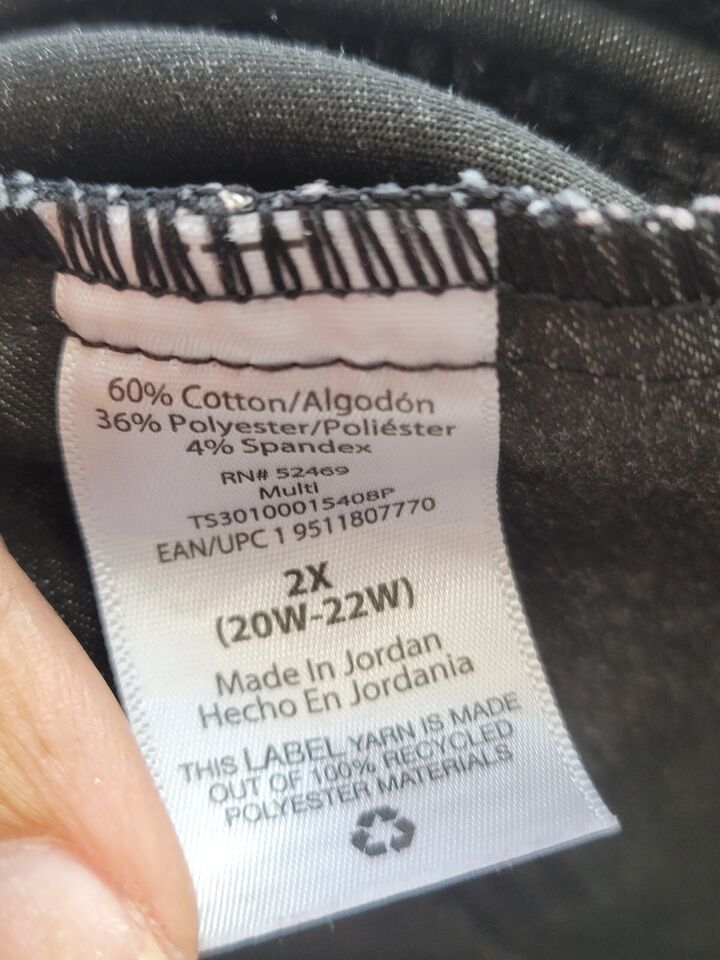 60% Cotton/Algodón
36% Polyester/Poliéster
4% Spandex
RN# 52469
Multi
TS30100015408P
EAN/UPC 1 9511807770
2X
(20W-22W)
Made In Jordan
Hecho En Jordania
THIS LABEL YARN IS MADE
OUT OF 100% RECYCLED
POLYESTER MATERIALS